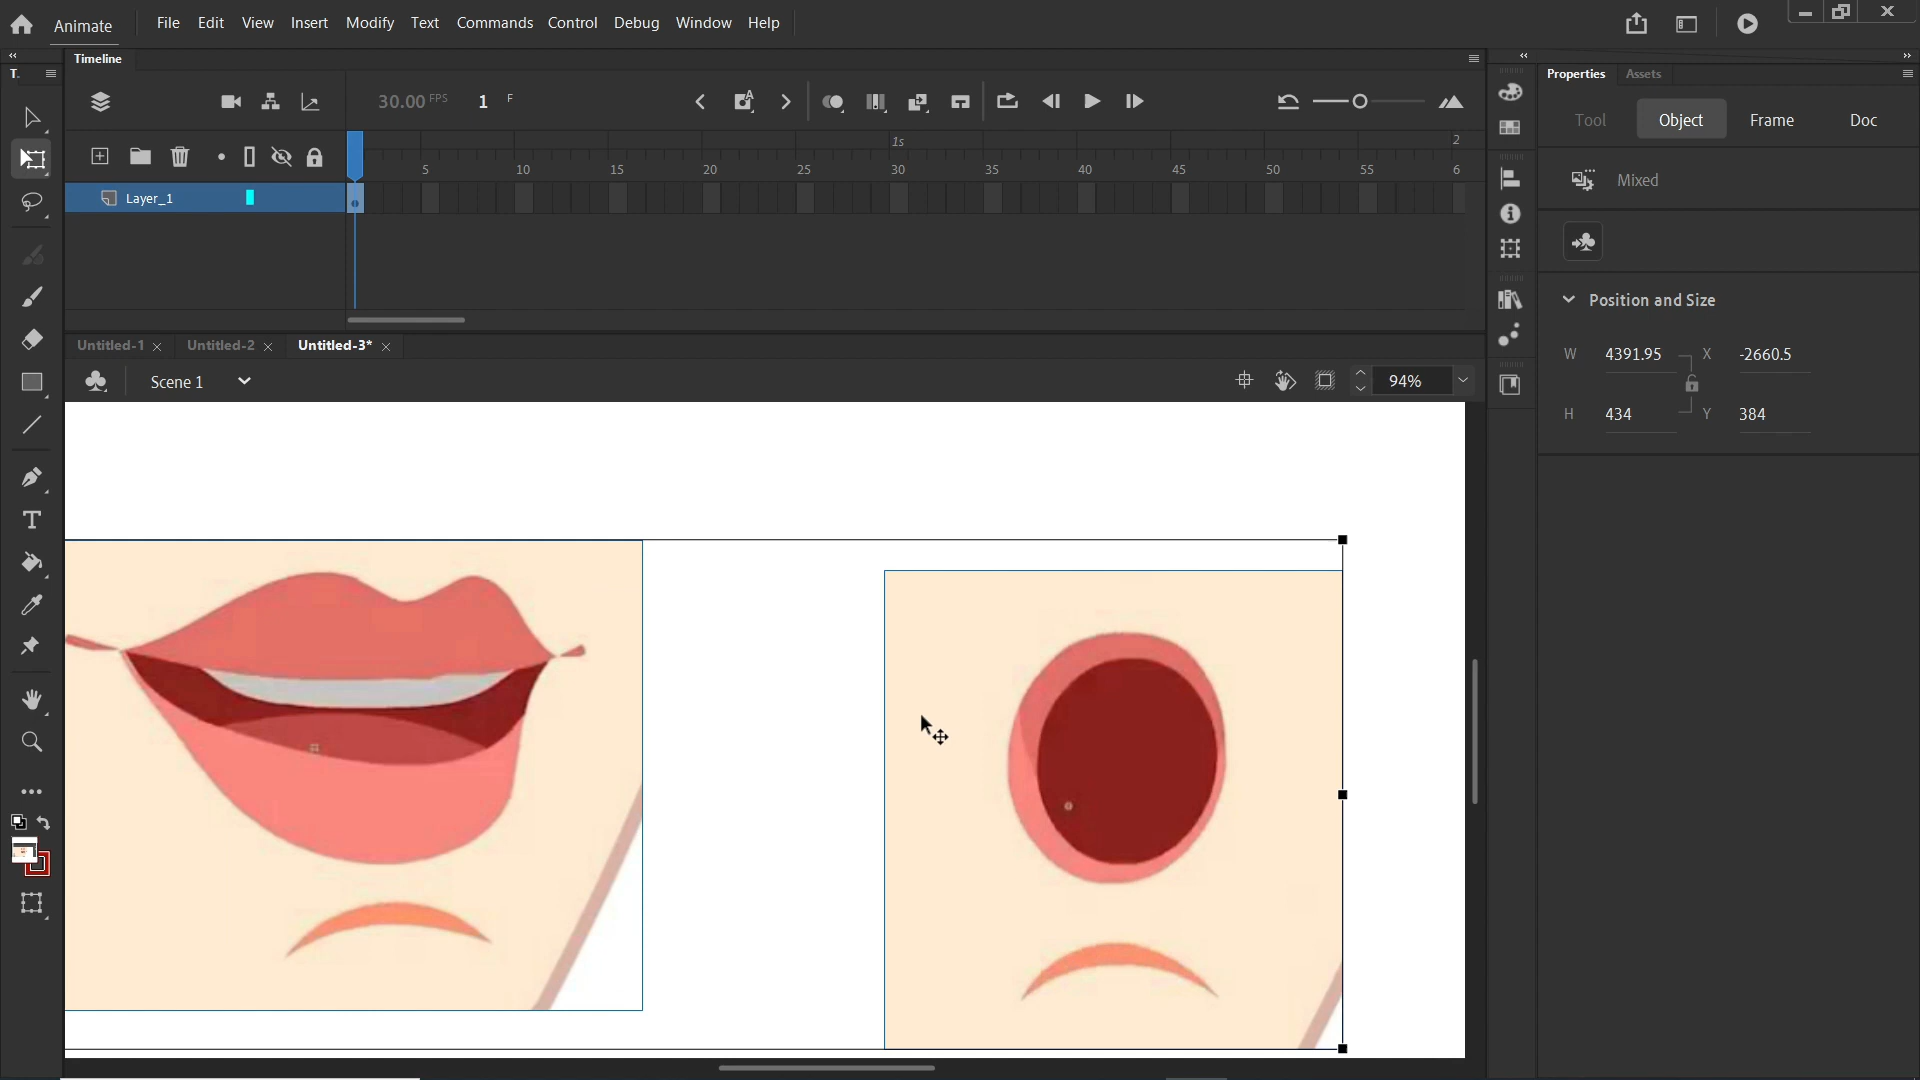 Animate File Edit View Insert Modify Text Commands Control Debug Window Help
Timeline
T.
Properties Assets
30.00 FPS 1 F
Tool Object Frame Doc
1s 2
5 10 15 20 25 30 35 40 45 50 55 6
Layer_1
Mixed
Position and Size
Untitled-1 Untitled-2 Untitled-3*
W 4391.95 X -2660.5
Scene 1 94%
H 434 Y 384
T